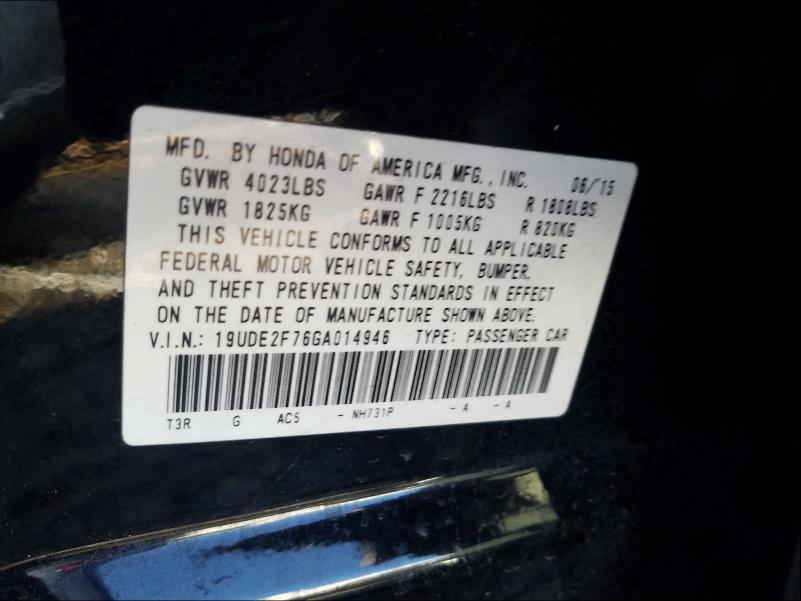 MFD. BY HONDA OF AMERICA MFG., INC. 06/15
GVWR 4023LBS GAWR F 2216LBS R 1808LBS
GVWR 1825KG GAWR F 1005KG R 820KG
THIS VEHICLE CONFORMS TO ALL APPLICABLE
FEDERAL MOTOR VEHICLE SAFETY, BUMPER,
AND THEFT PREVENTION STANDARDS IN EFFECT
ON THE DATE OF MANUFACTURE SHOWN ABOVE.
V.I.N.: 19UDE2F76GA014946 TYPE: PASSENGER CAR
T3R G AC5 - NH731P - A - A